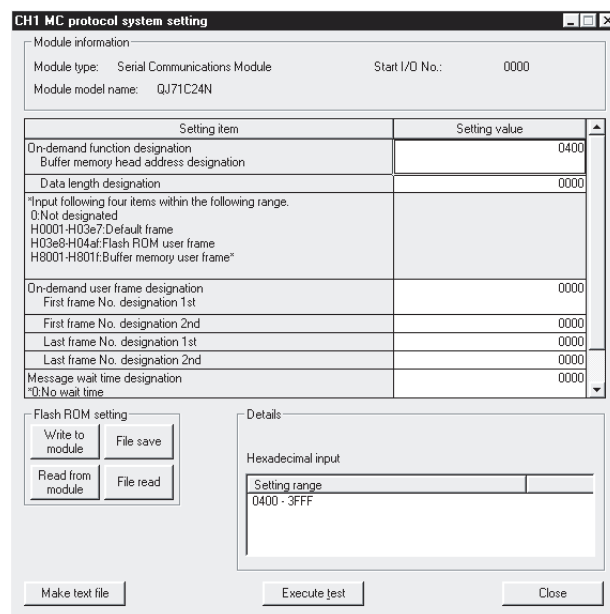 CH1 MC protocol system setting
Module information
Module type: Serial Communications Module Start I/O No.: 0000
Module model name: QJ71C24N
Setting item Setting value
On-demand function designation 0400
Buffer memory head address designation
Data length designation 0000
*Input following four items within the following range.
0:Not designated
H0001-H03e7:Default frame
H03e8-H04af:Flash ROM user frame
H8001-H801f:Buffer memory user frame*
On-demand user frame designation 0000
First frame No. designation 1st
First frame No. designation 2nd 0000
Last frame No. designation 1st 0000
Last frame No. designation 2nd 0000
Message wait time designation 0000
*0:No wait time
Flash ROM setting
Write to
module
File save
Read from
module
File read
Details
Hexadecimal input
Setting range
0400 - 3FFF
Make text file
Execute test
Close